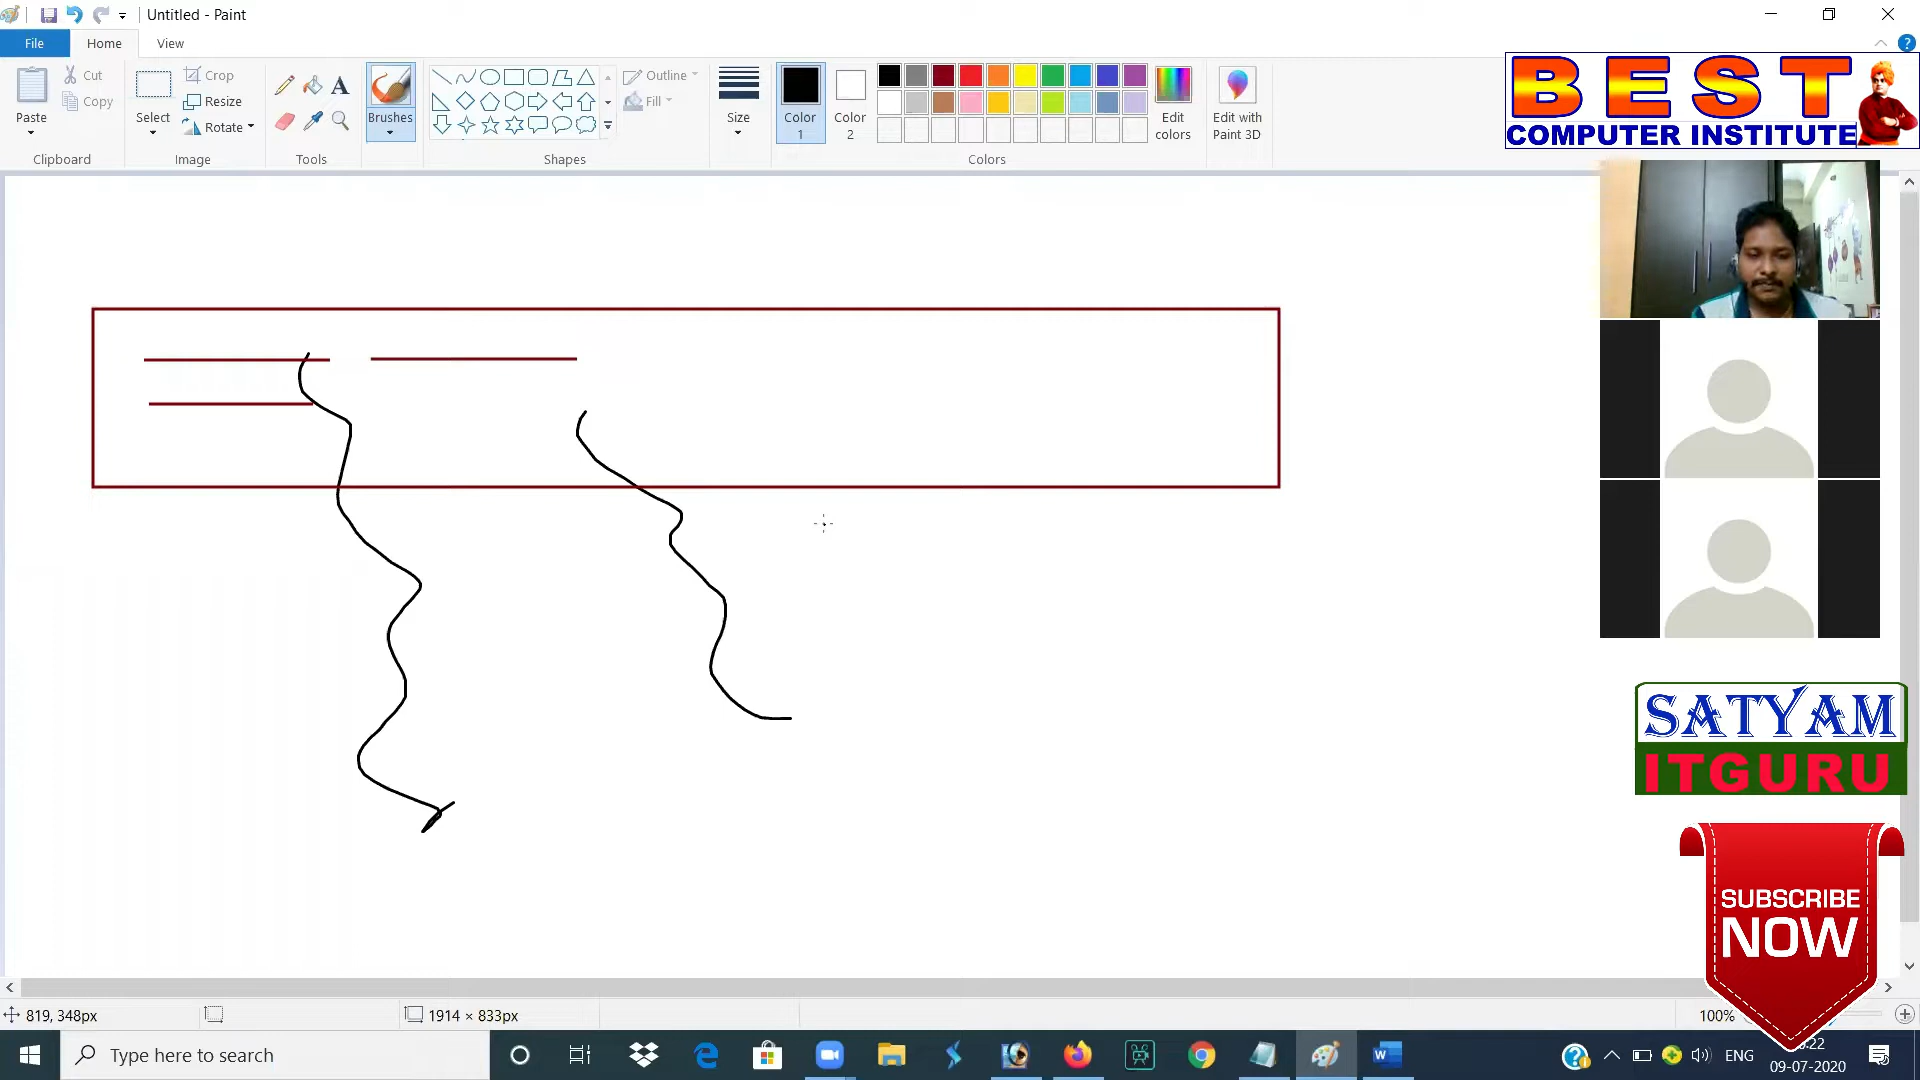 Untitled - Paint
File
Home
View
Paste
Cut
Copy
Clipboard
Select
Crop
Resize
Rotate
Image
A
Tools
Brushes
Outline
Fill
Shapes
Size
Color 1
Color 2
Edit colors
Edit with Paint 3D
Colors
BEST
COMPUTER INSTITUTE
SATYAM
ITGURU
SUBSCRIBE
NOW
819, 348px
1914 × 833px
100%
Type here to search
ENG
09-07-2020